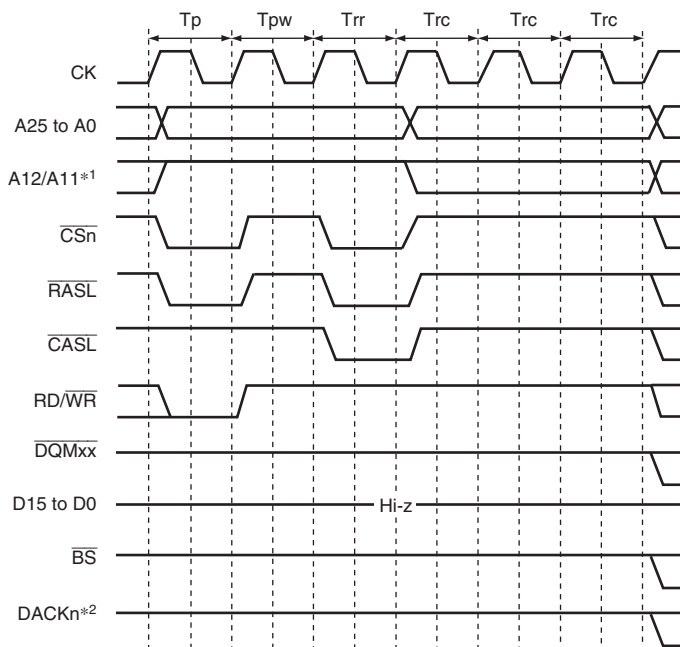 Tp Tpw Trr Trc Trc Trc
CK
A25 to A0
A12/A11*1
CSn
RASL
CASL
RD/WR
DQMxx
D15 to D0 Hi-z
BS
DACKn*2